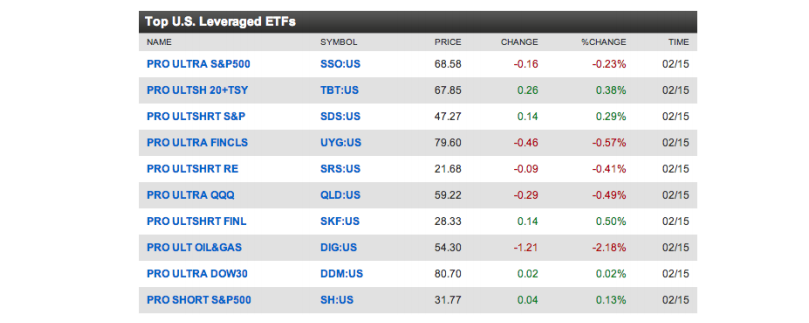 Top U.S. Leveraged ETFs
NAME SYMBOL PRICE CHANGE %CHANGE TIME
PRO ULTRA S&P500 SSO:US 68.58 -0.16 -0.23% 02/15
PRO ULTSH 20+TSY TBT:US 67.85 0.26 0.38% 02/15
PRO ULTSHRT S&P SDS:US 47.27 0.14 0.29% 02/15
PRO ULTRA FINCLS UYG:US 79.60 -0.46 -0.57% 02/15
PRO ULTSHRT RE SRS:US 21.68 -0.09 -0.41% 02/15
PRO ULTRA QQQ QLD:US 59.22 -0.29 -0.49% 02/15
PRO ULTSHRT FINL SKF:US 28.33 0.14 0.50% 02/15
PRO ULT OIL&GAS DIG:US 54.30 -1.21 -2.18% 02/15
PRO ULTRA DOW30 DDM:US 80.70 0.02 0.02% 02/15
PRO SHORT S&P500 SH:US 31.77 0.04 0.13% 02/15